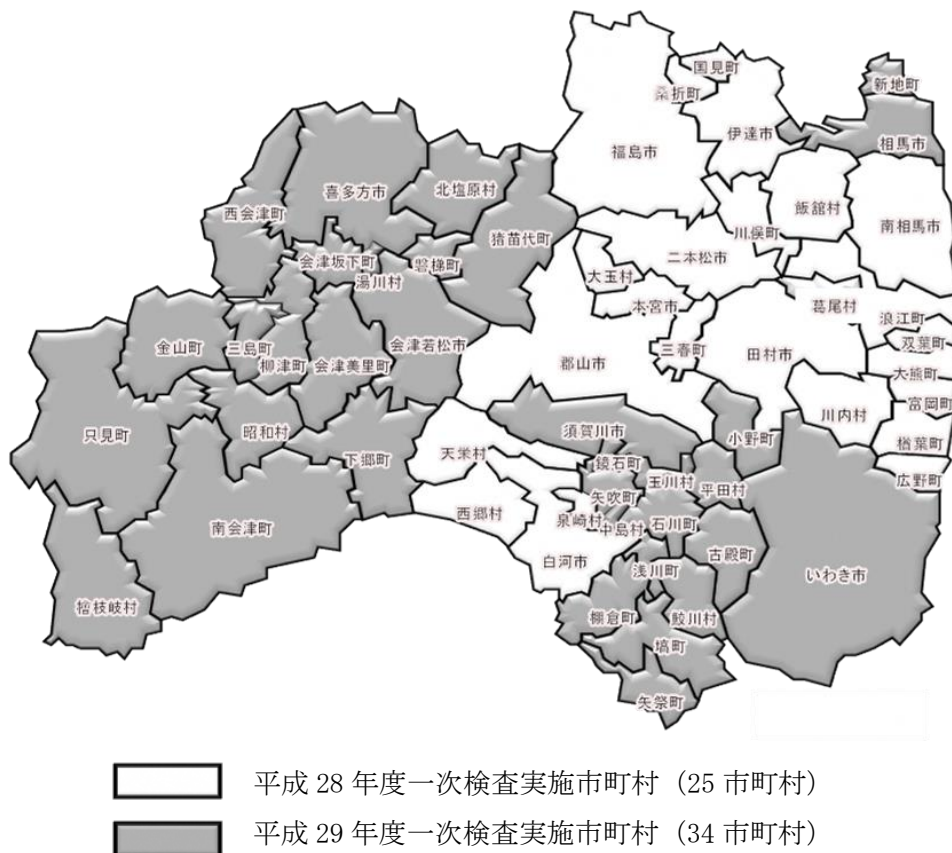 国見町
桑折町
新地町
伊達市
相馬市
福島市
喜多方市
北塩原村
飯舘村
西会津町
南相馬市
川俣町
猪苗代町
二本松市
会津坂下町
磐梯町
湯川村
大玉村
本宮市
葛尾村
浪江町
双葉町
金山町
三島町
会津若松市
三春町
田村市
柳津町
会津美里町
郡山市
大熊町
富岡町
川内村
只見町
昭和村
須賀川市
小野町
楢葉町
下郷町
天栄村
鏡石町
玉川村
平田村
広野町
矢吹町
南会津町
西郷村
泉崎村
中島村
石川町
白河市
古殿町
浅川町
いわき市
檜枝岐村
棚倉町
鮫川村
塙町
矢祭町
平成 28 年度一次検査実施市町村（25 市町村）
平成 29 年度一次検査実施市町村（34 市町村）